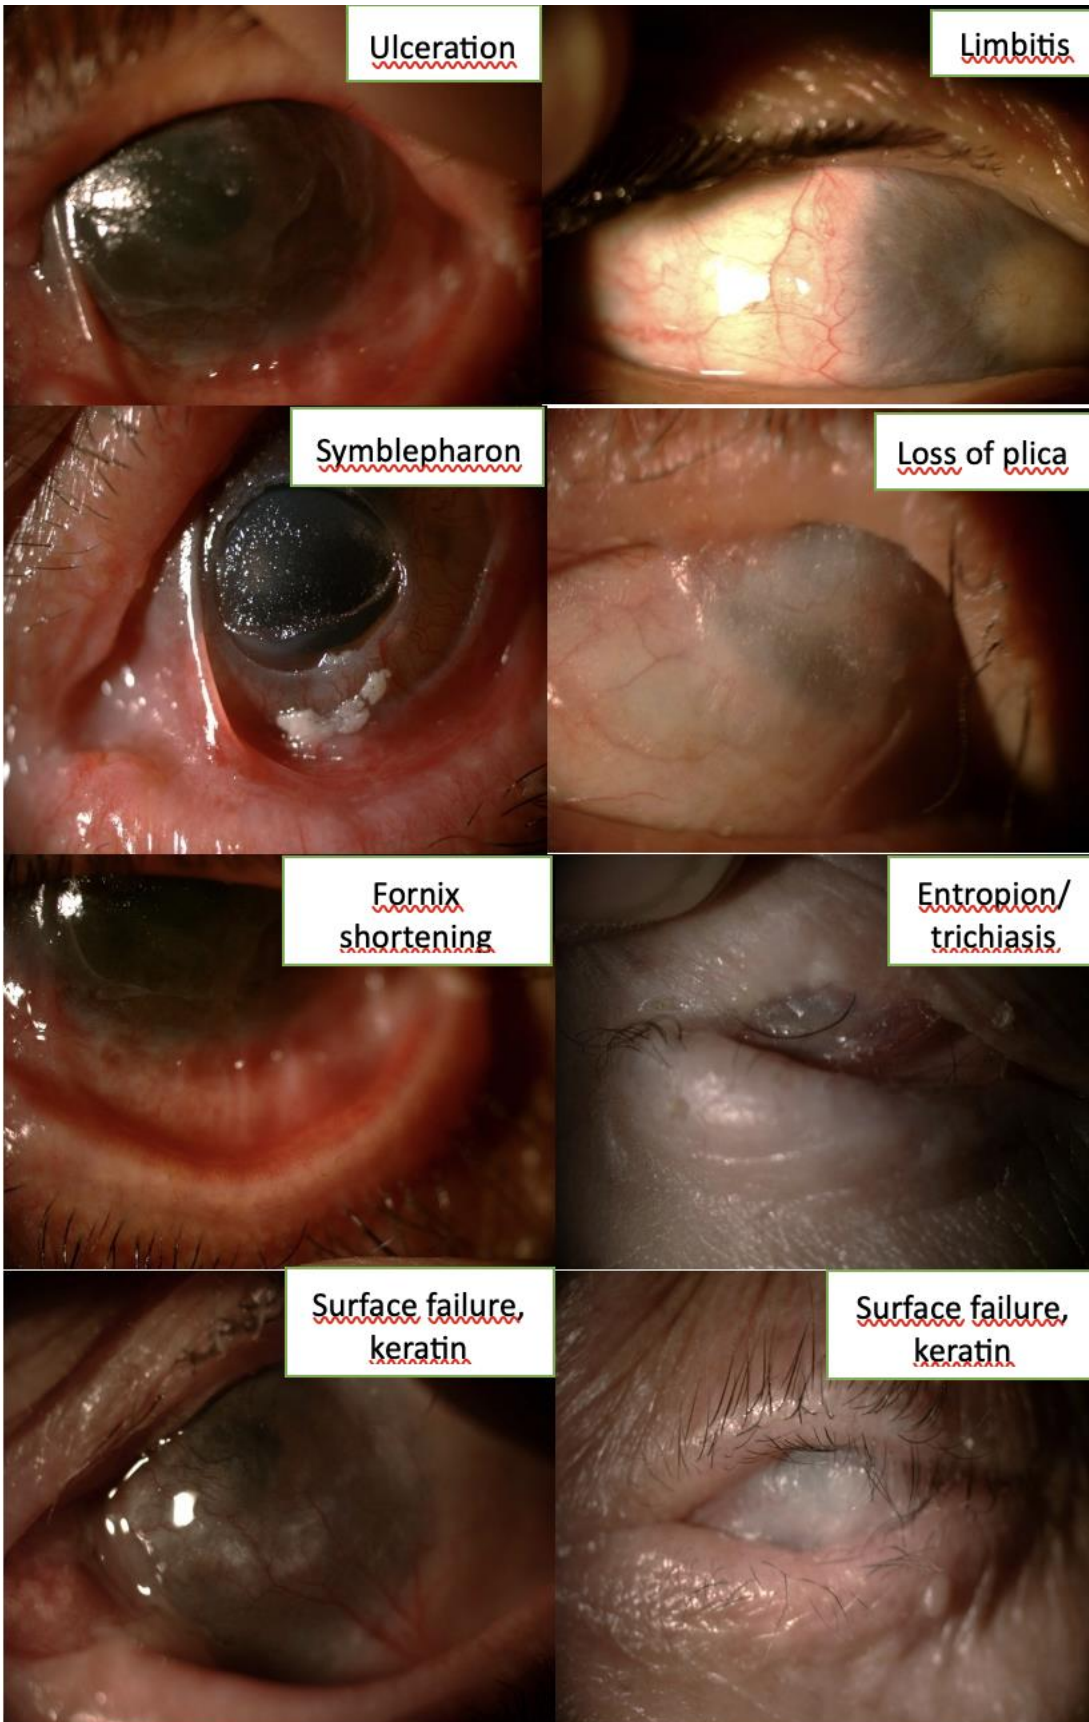 Ulceration
Limbitis
Symblepharon
Loss of plica
Fornix
shortening
Entropion/
trichiasis
Surface failure,
keratin
Surface failure,
keratin